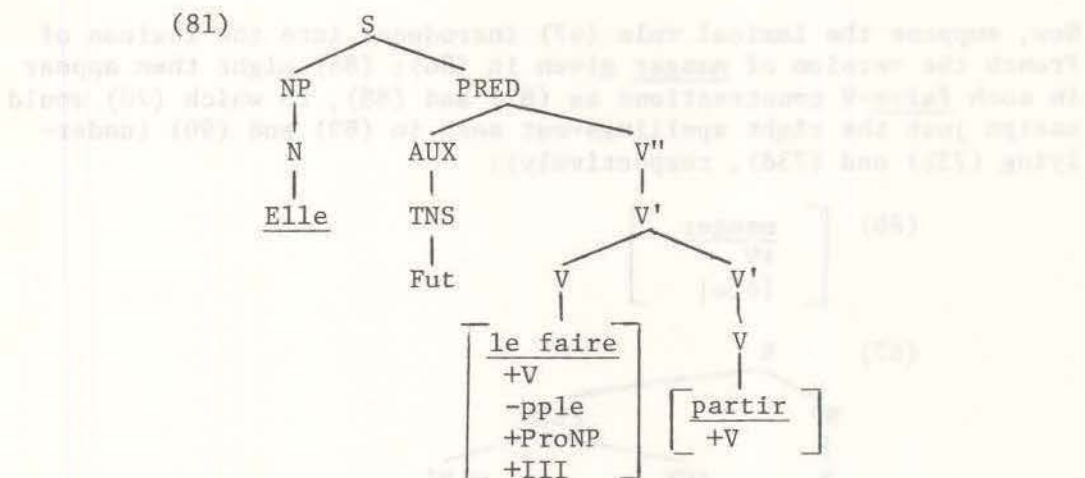 (81) S
NP PRED
N AUX V"
Elle TNS V'
Fut V V'
le faire V
+V partir
-pple +V
+ProNP
+III